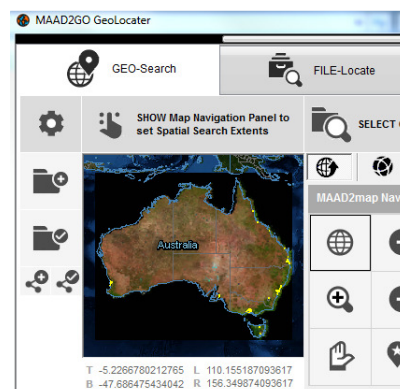 MAAD2GO GeoLocater
GEO-Search
FILE-Locate
SHOW Map Navigation Panel to
set Spatial Search Extents
SELECT
MAAD2map Nav
Australia
T -5.2266780212765 L 110.155187093617
B -47.686475434042 R 156.349874093617